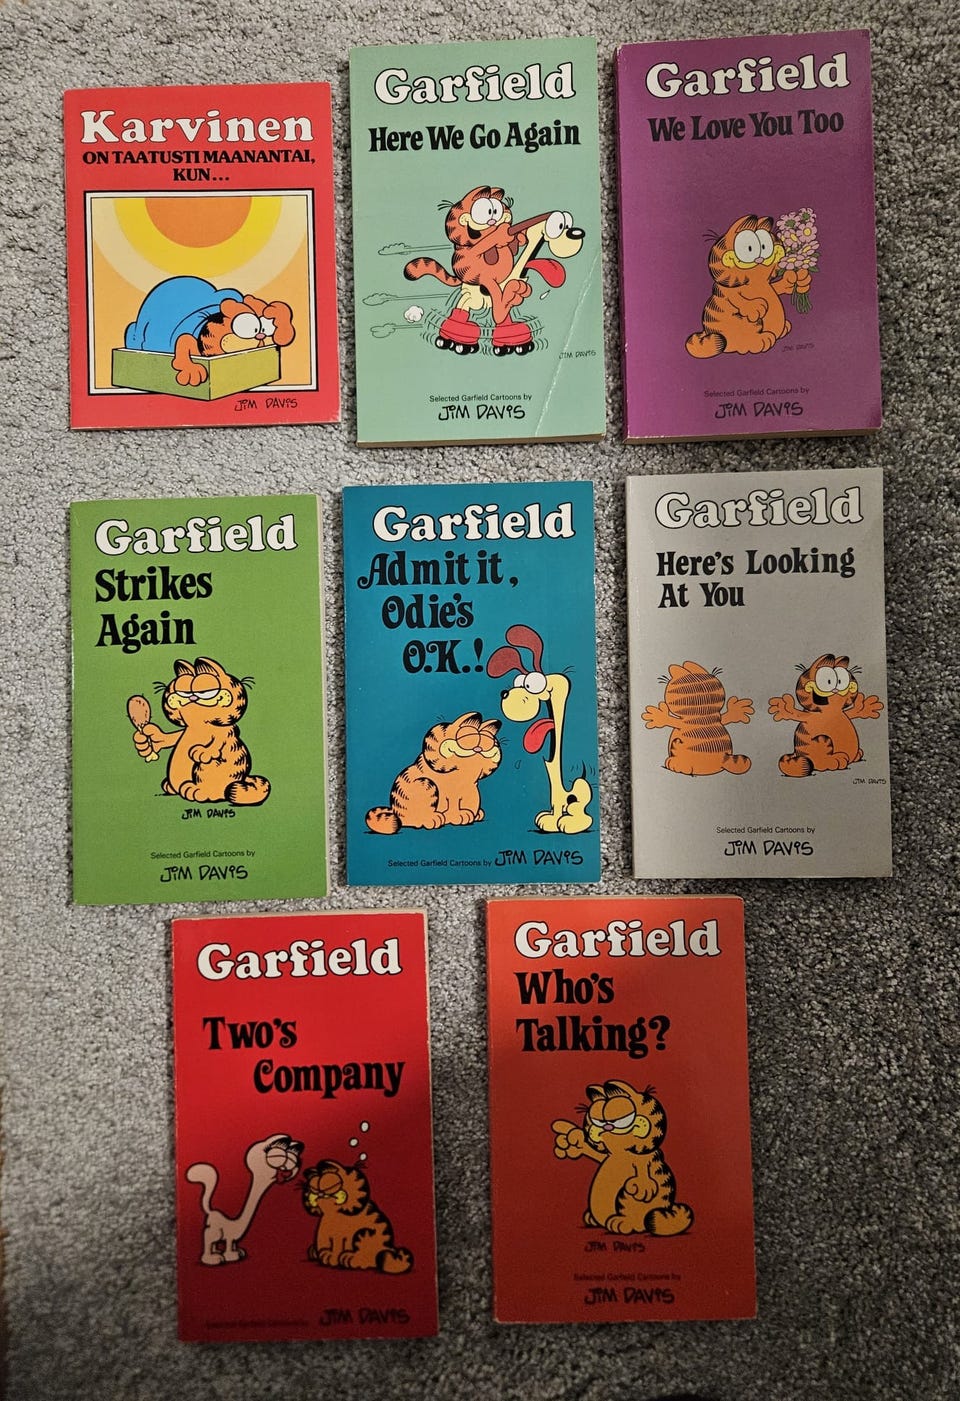 Karvinen
ON TAATUSTI MAANANTAI,
KUN...
JiM DAViS
Garfield
Here We Go Again
JiM DAViS
Selected Garfield Cartoons by
JiM DAViS
Garfield
We Love You Too
JiM DAViS
Selected Garfield Cartoons by
JiM DAViS
Garfield
Strikes
Again
JiM DAViS
Selected Garfield Cartoons by
JiM DAViS
Garfield
Admit it,
Odie's
O.K.!
Selected Garfield Cartoons by JiM DAViS
Garfield
Here's Looking
At You
JiM DAViS
Selected Garfield Cartoons by
JiM DAViS
Garfield
Two's
Company
Selected Garfield Cartoons by JiM DAViS
Garfield
Who's
Talking?
JiM DAViS
Selected Garfield Cartoons by
JiM DAViS